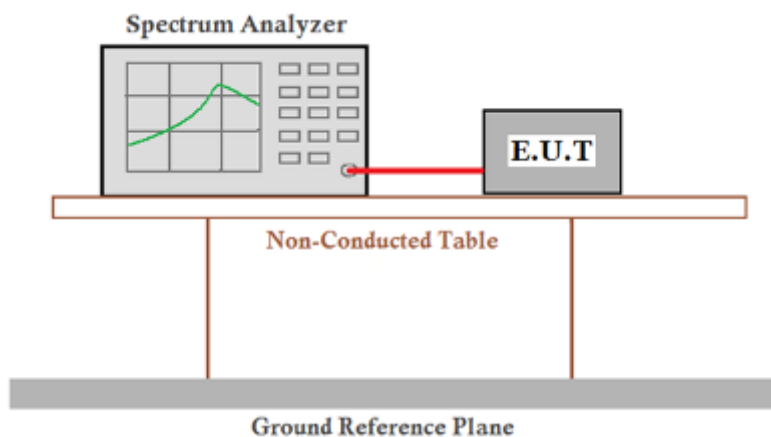 Spectrum Analyzer
E.U.T
Non-Conducted Table
Ground Reference Plane